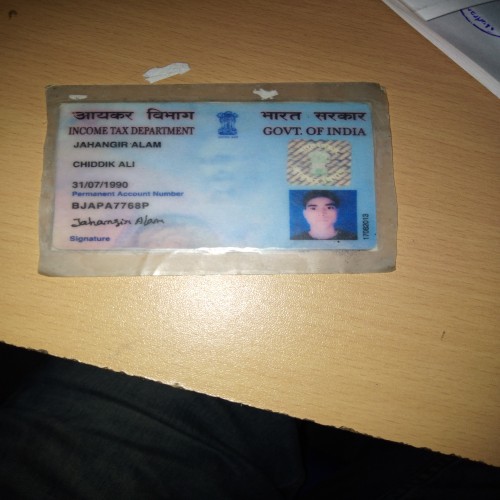 आयकर विभाग भारत सरकार
INCOME TAX DEPARTMENT GOVT. OF INDIA
JAHANGIR ALAM
CHIDDIK ALI
31/07/1990
Permanent Account Number
BJAPA7768P
Jahangir Alam
Signature
17062013